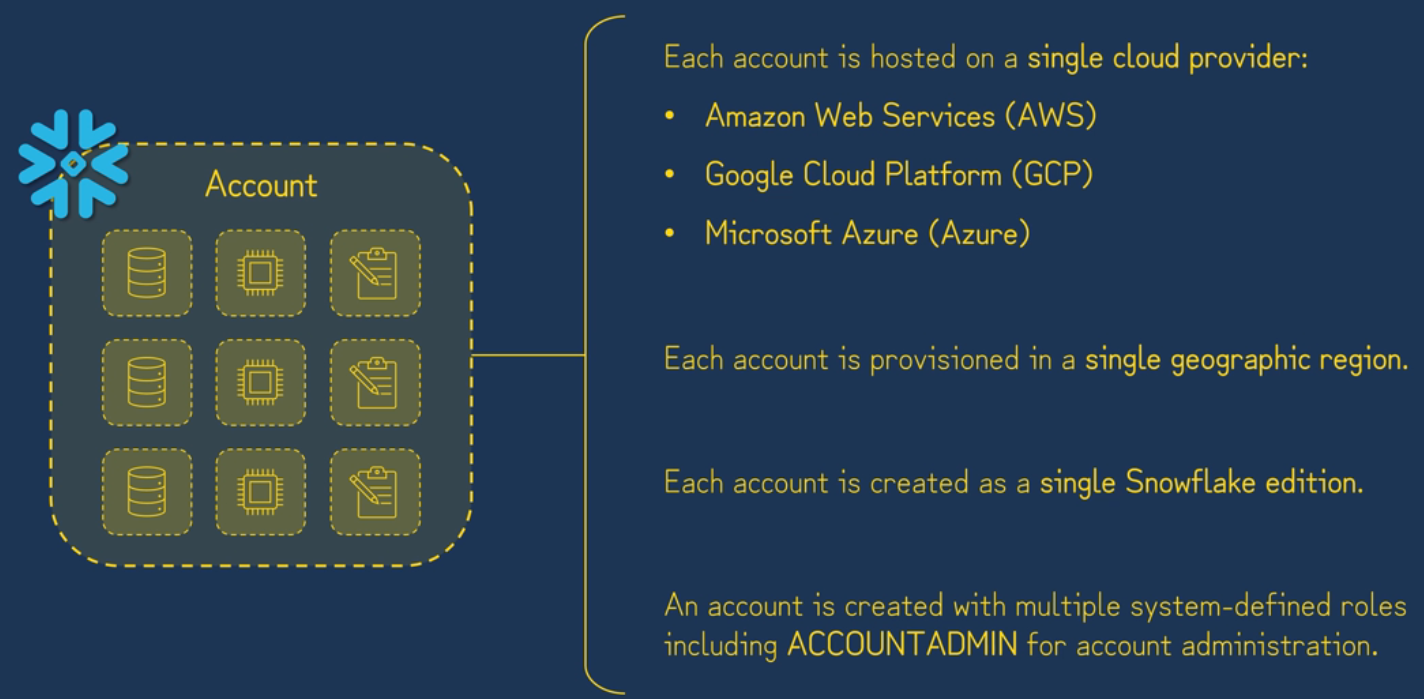 Account
Each account is hosted on a single cloud provider:
• Amazon Web Services (AWS)
• Google Cloud Platform (GCP)
• Microsoft Azure (Azure)
Each account is provisioned in a single geographic region.
Each account is created as a single Snowflake edition.
An account is created with multiple system-defined roles
including ACCOUNTADMIN for account administration.